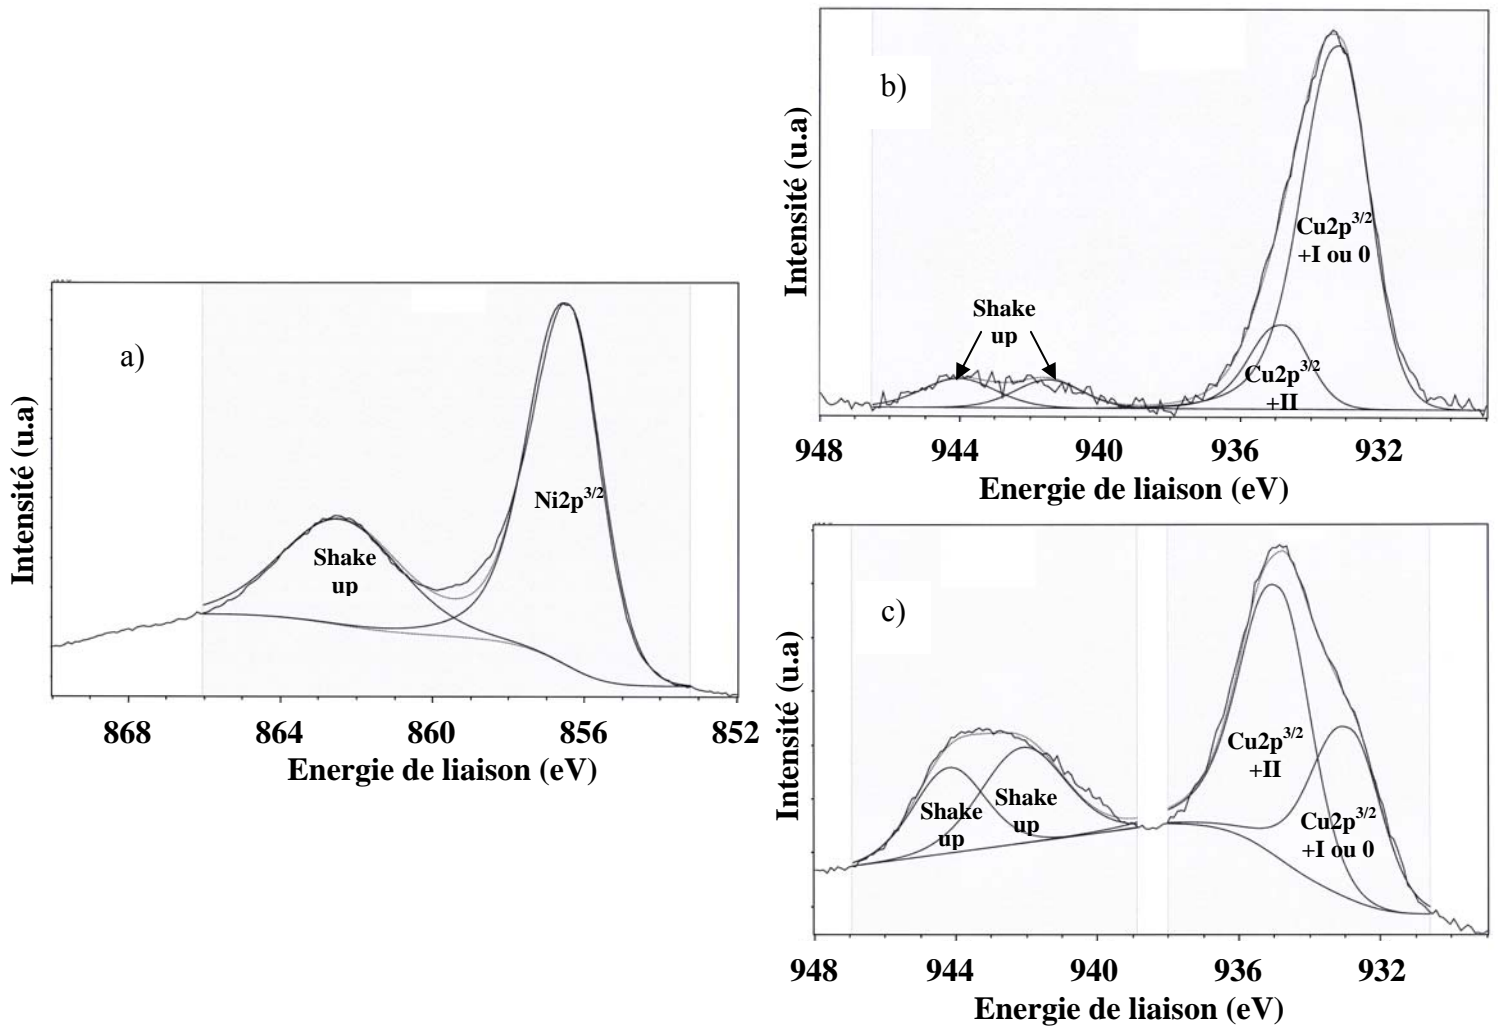 a)
Intensité (u.a)
Shake
up
Ni2p3/2
868 864 860 856 852
Energie de liaison (eV)
b)
Intensité (u.a)
Shake
up
Cu2p3/2
+I ou 0
Cu2p3/2
+II
948 944 940 936 932
Energie de liaison (eV)
c)
Intensité (u.a)
Shake
up
Shake
up
Cu2p3/2
+II
Cu2p3/2
+I ou 0
948 944 940 936 932
Energie de liaison (eV)